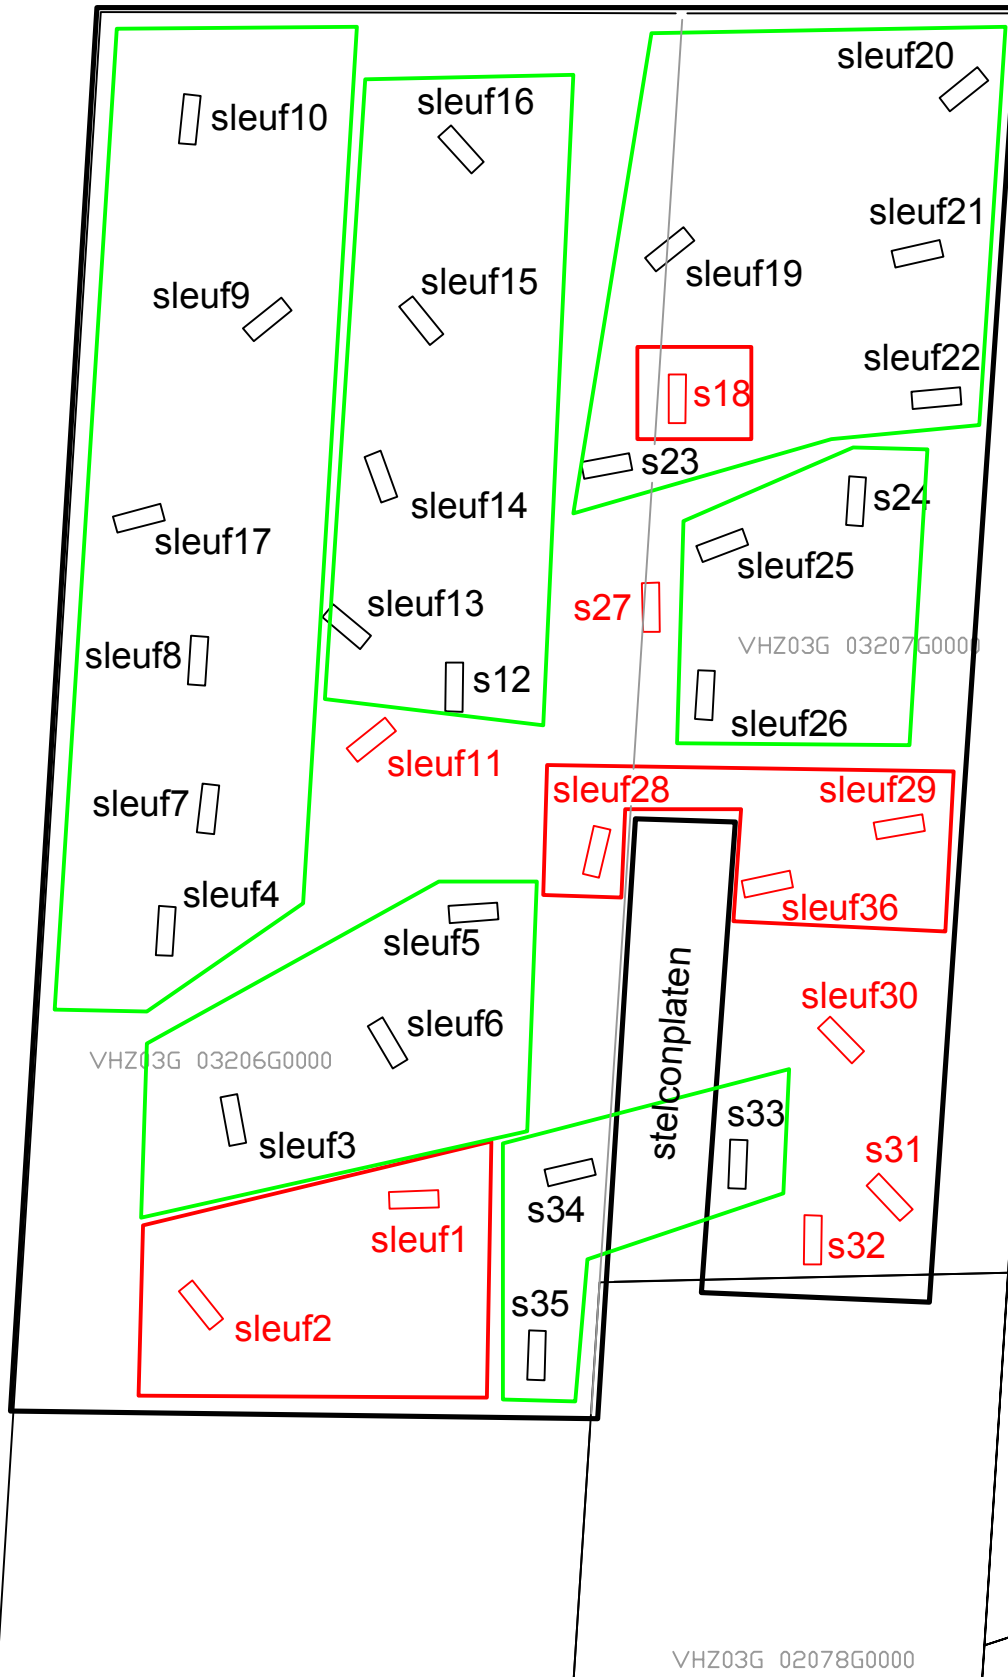 sleuf20
sleuf16
sleuf10
sleuf21
sleuf19
sleuf15
sleuf9
sleuf22
s18
s23
s24
sleuf14
sleuf17
sleuf25
sleuf13
s27
VHZ03G 03207G0000
sleuf8
s12
sleuf26
sleuf11
sleuf28
sleuf29
sleuf7
sleuf4
sleuf36
sleuf5
sleuf30
sleuf6
stelconplaten
VHZ03G 03206G0000
s33
sleuf3
s31
s34
sleuf1
s32
s35
sleuf2
VHZ03G 02078G0000